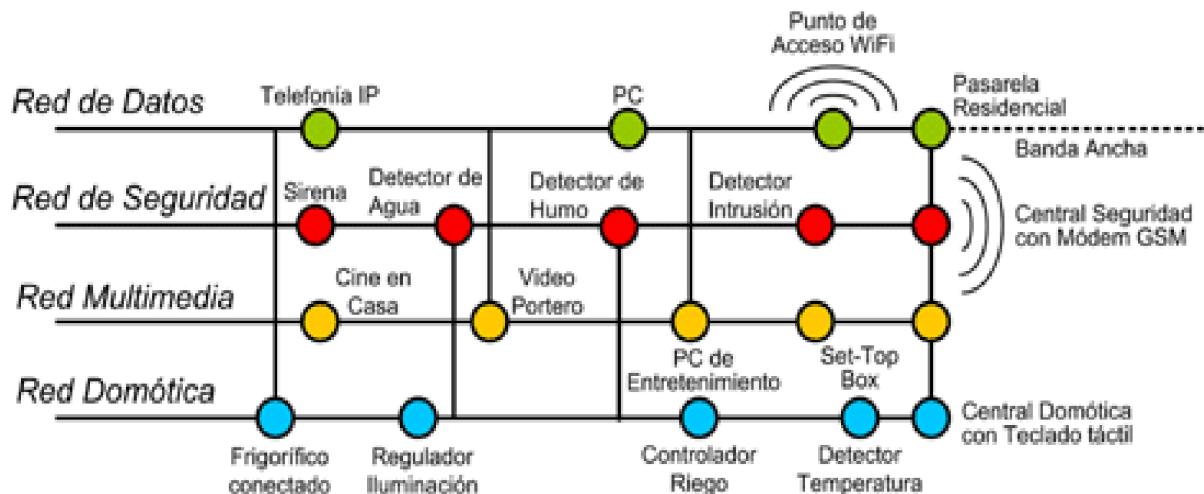 Punto de
Acceso WiFi
Red de Datos
Telefonía IP
PC
Pasarela
Residencial
Banda Ancha
Red de Seguridad
Sirena
Detector de
Agua
Detector de
Humo
Detector
Intrusión
Central Seguridad
con Módem GSM
Red Multimedia
Cine en
Casa
Video
Portero
PC de
Entretenimiento
Set-Top
Box
Red Domótica
Central Domótica
con Teclado táctil
Frigorífico
conectado
Regulador
Iluminación
Controlador
Riego
Detector
Temperatura